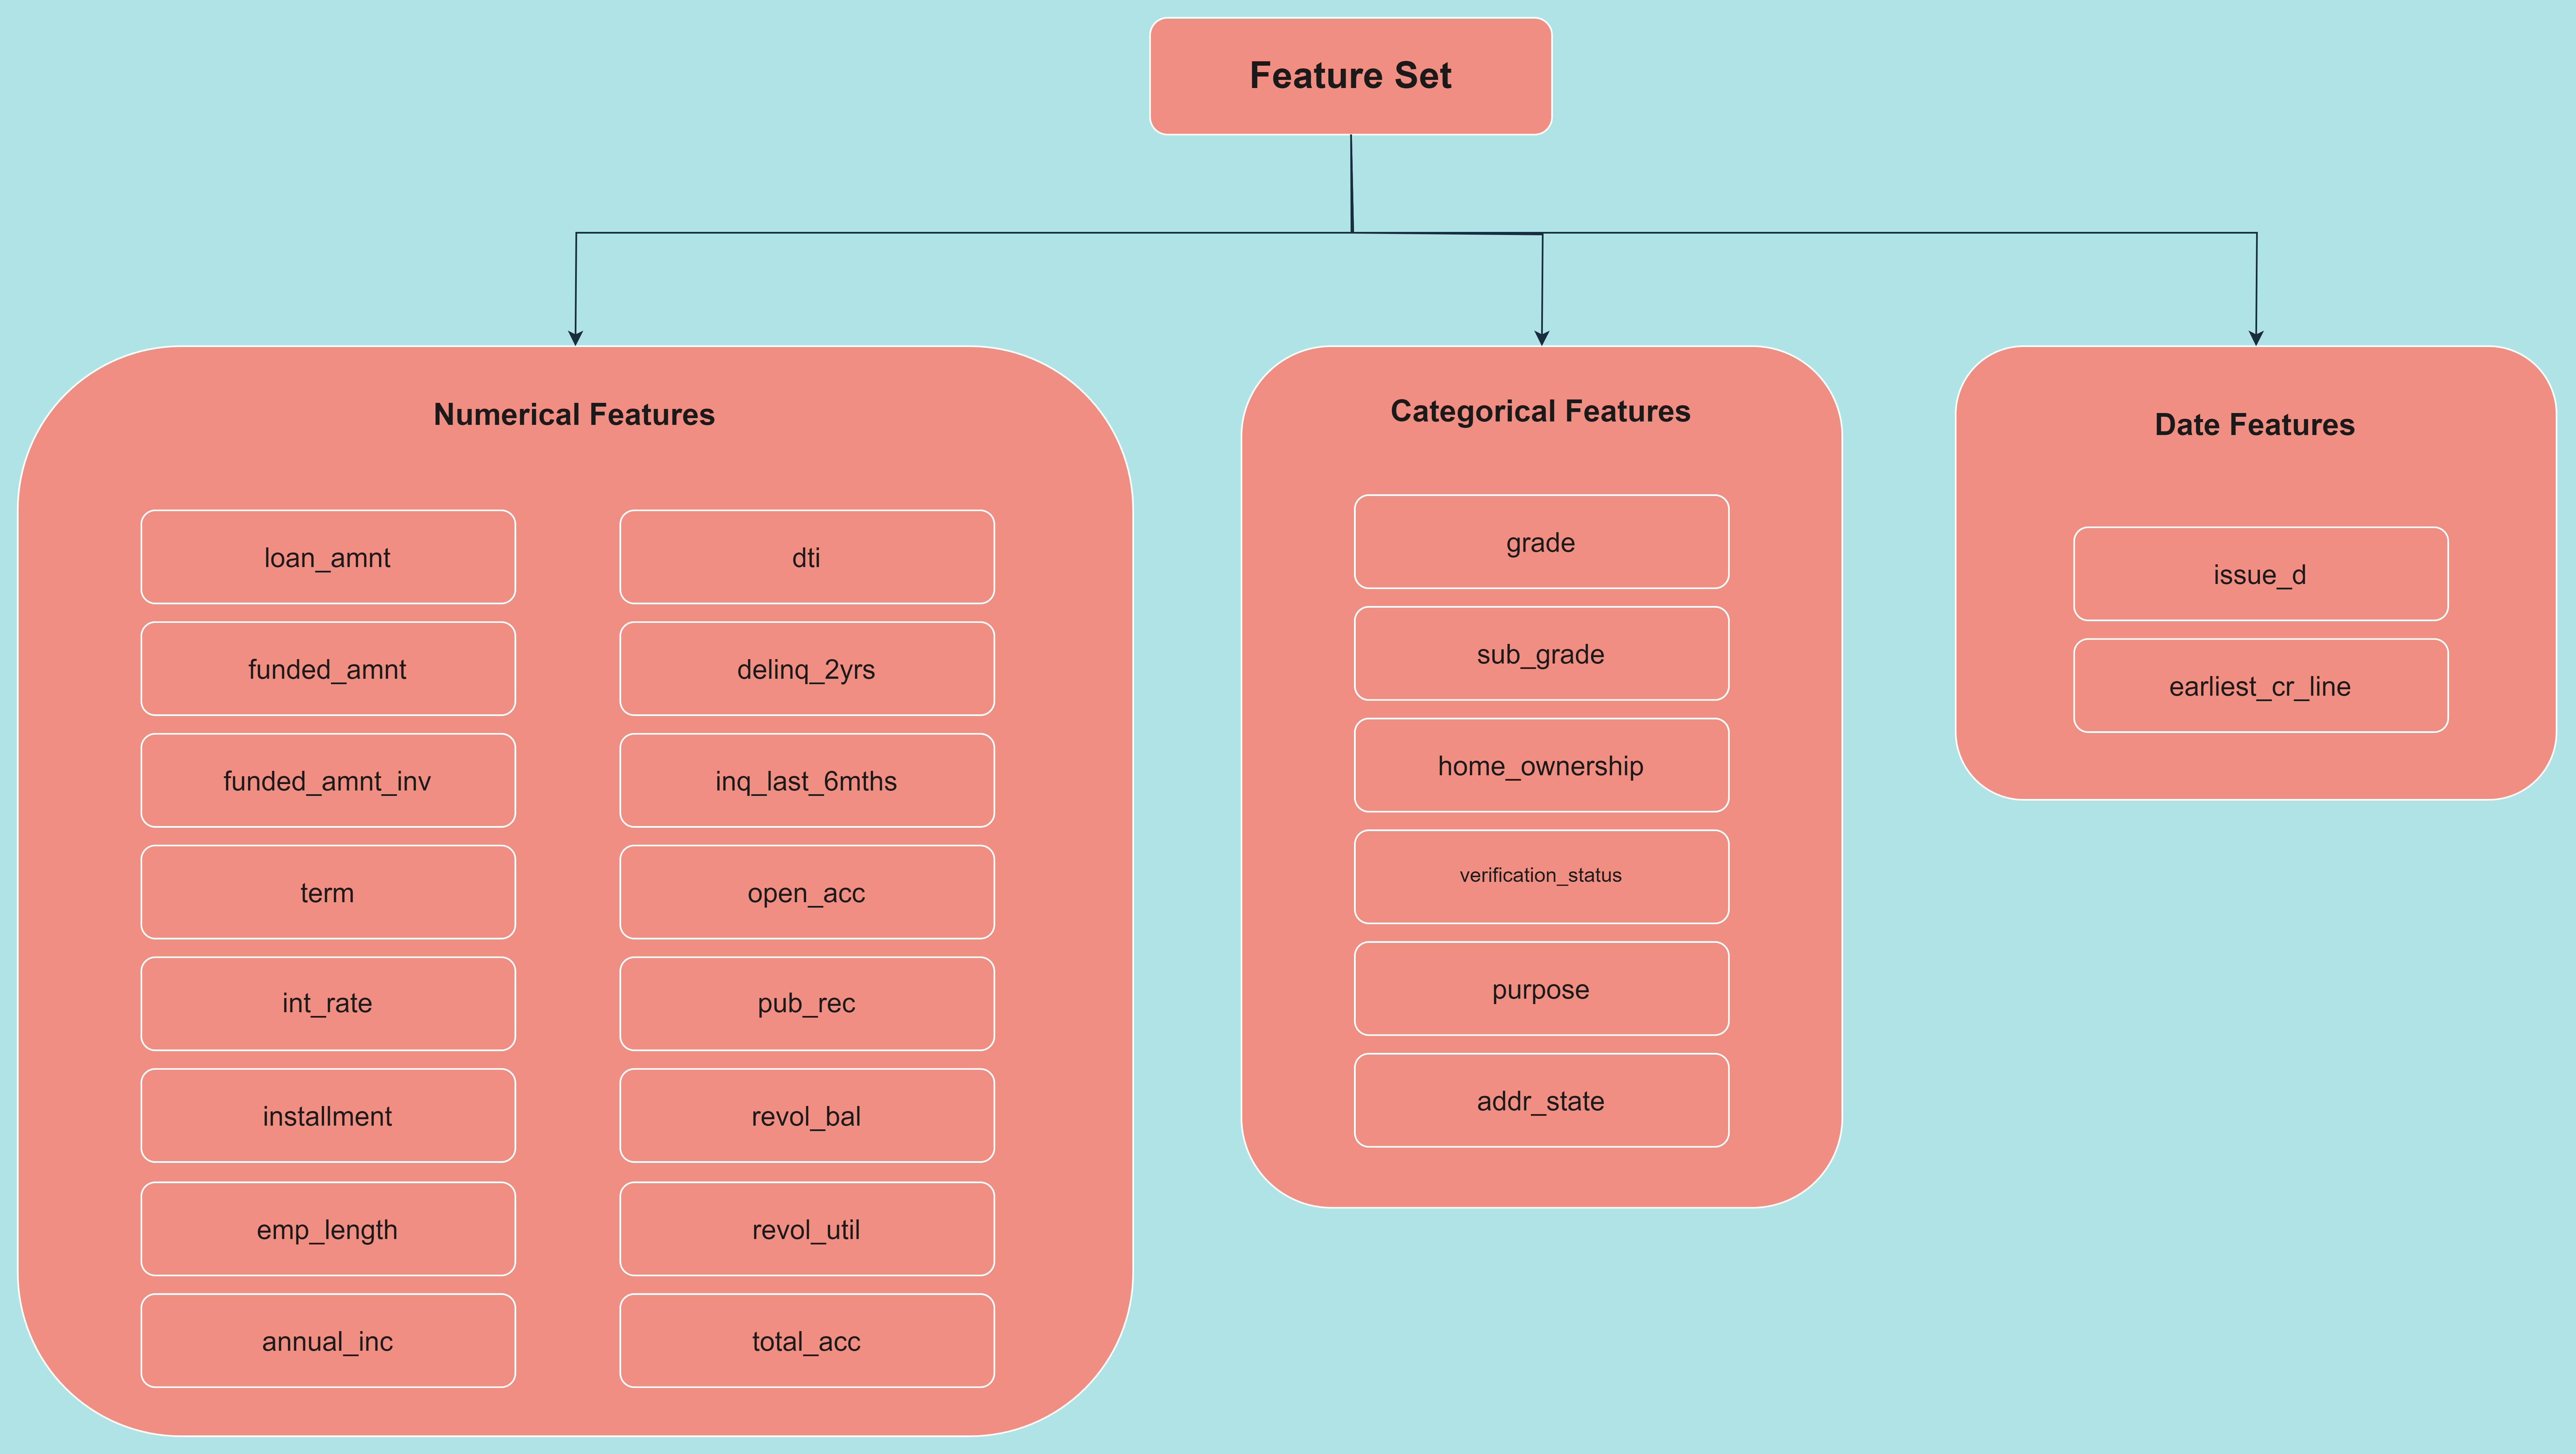 Feature Set
Numerical Features
loan_amnt
funded_amnt
funded_amnt_inv
term
int_rate
installment
emp_length
annual_inc
dti
delinq_2yrs
inq_last_6mths
open_acc
pub_rec
revol_bal
revol_util
total_acc
Categorical Features
grade
sub_grade
home_ownership
verification_status
purpose
addr_state
Date Features
issue_d
earliest_cr_line